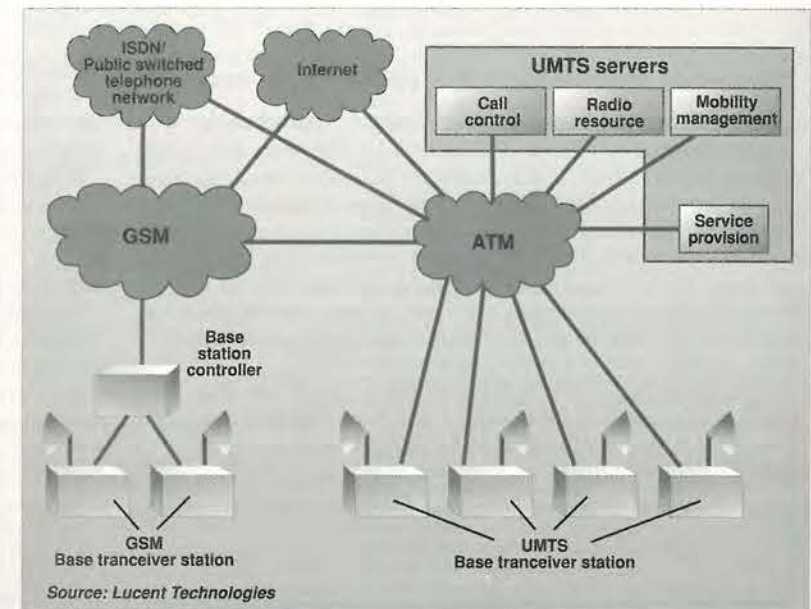 ISDN/
Public switched
telephone
network
Internet
UMTS servers
Call
control
Radio
resource
Mobility
management
GSM
ATM
Service
provision
Base
station
controller
GSM
Base tranceiver station
UMTS
Base tranceiver station
Source: Lucent Technologies